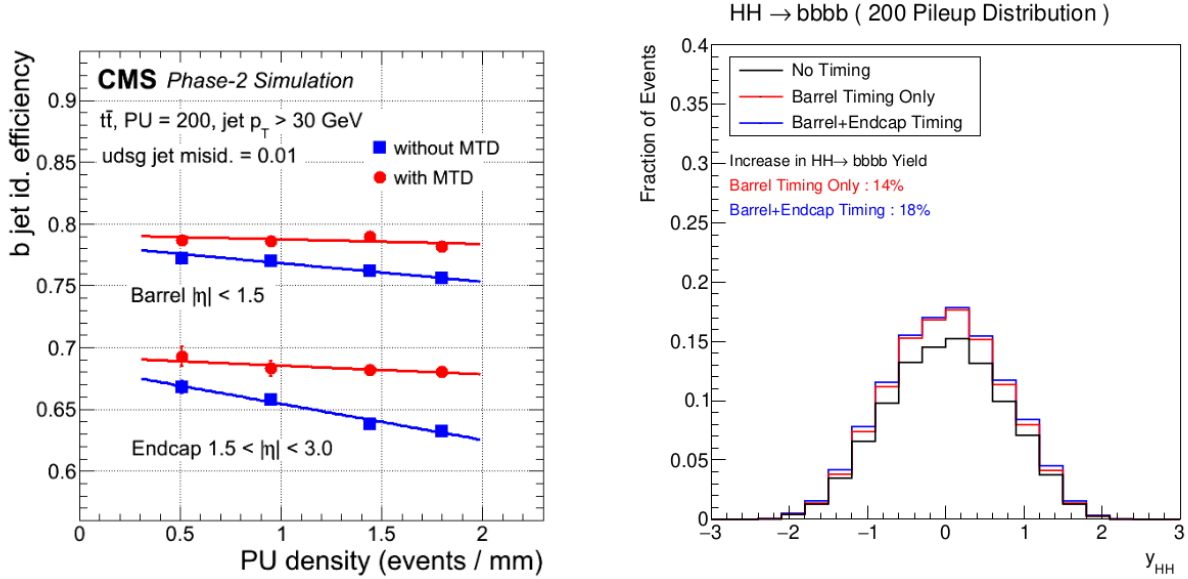 CMS Phase-2 Simulation
tt̄, PU = 200, jet pT > 30 GeV
udsg jet misid. = 0.01
without MTD
with MTD
Barrel |η| < 1.5
Endcap 1.5 < |η| < 3.0
b jet id. efficiency
0.9
0.85
0.8
0.75
0.7
0.65
0.6
0
0.5
1
1.5
2
PU density (events / mm)
HH → bbbb ( 200 Pileup Distribution )
Fraction of Events
0.4
0.35
0.3
0.25
0.2
0.15
0.1
0.05
0
No Timing
Barrel Timing Only
Barrel+Endcap Timing
Increase in HH→ bbbb Yield
Barrel Timing Only : 14%
Barrel+Endcap Timing : 18%
−3
−2
−1
0
1
2
3
yHH